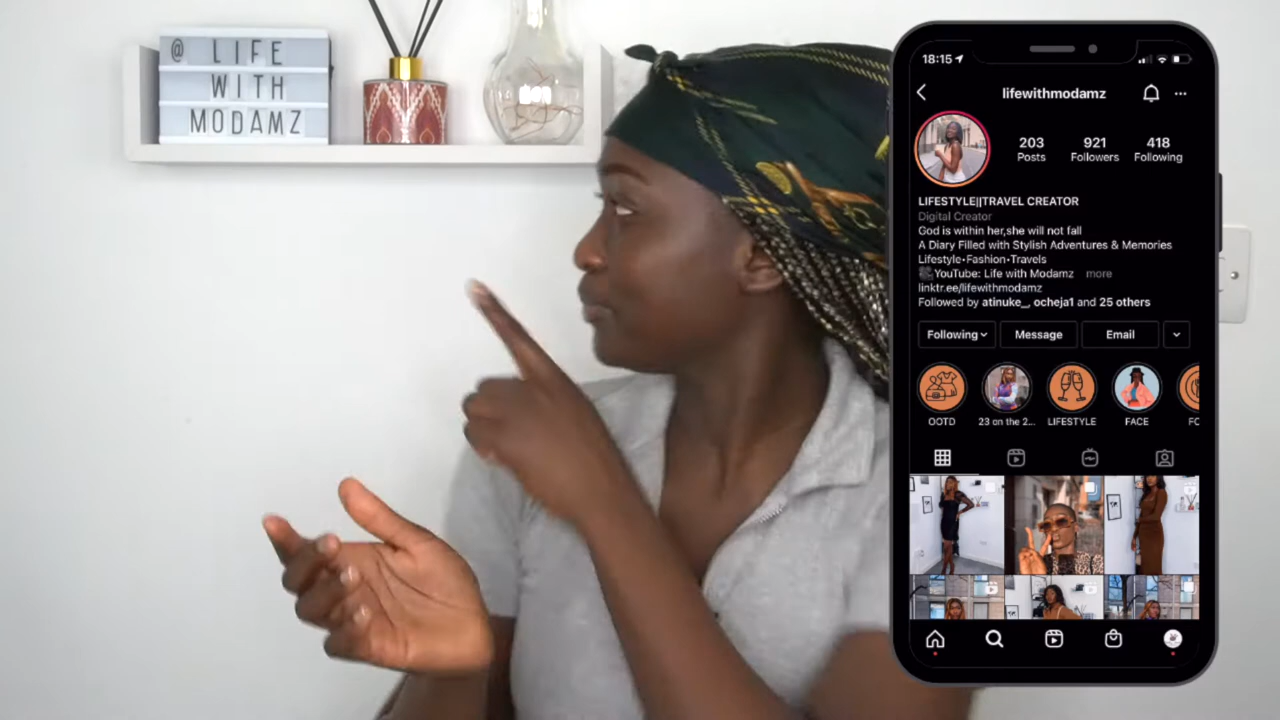 @ LIFE
WITH
MODAMZ
18:15
lifewithmodamz
203
Posts
921
Followers
418
Following
LIFESTYLE||TRAVEL CREATOR
Digital Creator
God is within her,she will not fall
A Diary Filled with Stylish Adventures & Memories
Lifestyle•Fashion•Travels
YouTube: Life with Modamz more
linktr.ee/lifewithmodamz
Followed by atinuke_, ocheja1 and 25 others
Following
Message
Email
OOTD
23 on the 2...
LIFESTYLE
FACE
FC